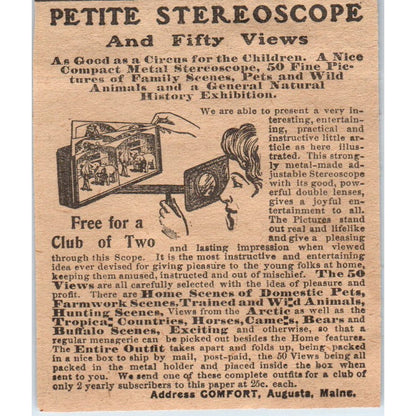 PETITE STEREOSCOPE
And Fifty Views
As Good as a Circus for the Children. A Nice
Compact Metal Stereoscope, 50 Fine Pic-
tures of Family Scenes, Pets and Wild
Animals and a General Natural
History Exhibition.
We are able to present a very in-
teresting, entertain-
ing, practical and
instructive little ar-
ticle as here illus-
trated. This strong-
ly metal-made ad-
justable Stereoscope
with its good, pow-
erful double lenses,
gives a joyful en-
tertainment to all.
The Pictures stand
out real and lifelike
and give a pleasing
Free for a
Club of Two
and lasting impression when viewed
through this Scope. It is the most instructive and entertaining
idea ever devised for giving pleasure to the young folks at home,
keeping them amused, instructed and out of mischief. The 50
Views are all carefully selected with the idea of pleasure and
profit. There are Home Scenes of Domestic Pets,
Farmwork Scenes, Trained and Wild Animals,
Hunting Scenes, Views from the Arctic as well as the
Tropical Countries, Horses, Camels, Bears and
Buffalo Scenes, Exciting and otherwise, so that a
regular menagerie can be picked out besides the Home features.
The Entire Outfit takes apart and folds up, being packed
in a nice box to ship by mail, post-paid, the 50 Views being all
packed in the metal holder and placed inside the box when
sent to you. We send one of these complete outfits for a club of
only 2 yearly subscribers to this paper at 25c. each.
Address COMFORT, Augusta, Maine.